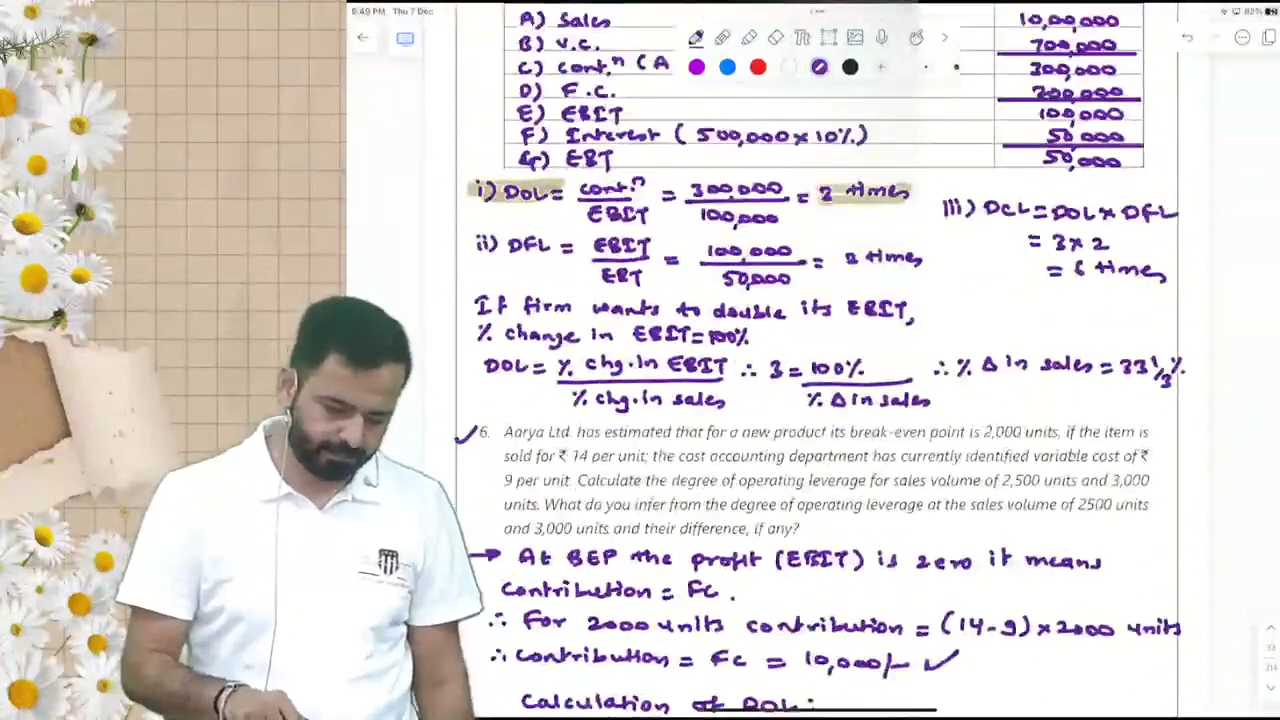 6:49 PM Thu 7 Dec
82%
A) Sales 10,00,000
B) V.C. 700,000
C) Cont.ⁿ (A 300,000
D) F.C. 200,000
E) EBIT 100,000
F) Interest (500,000 x 10%) 50,000
G) EBT 50,000
i) DOL = Cont.ⁿ / EBIT = 300,000 / 100,000 = 3 times
ii) DFL = EBIT / EBT = 100,000 / 50,000 = 2 times
iii) DCL = DOL x DFL
= 3 x 2
= 6 times
If firm wants to double its EBIT,
% change in EBIT = 100%
DOL = % chg. in EBIT / % chg. in sales ∴ 3 = 100% / % Δ in sales ∴ % Δ in sales = 33 1/3 %
6. Aarya Ltd. has estimated that for a new product its break-even point is 2,000 units, if the item is
sold for ₹ 14 per unit; the cost accounting department has currently identified variable cost of ₹
9 per unit. Calculate the degree of operating leverage for sales volume of 2,500 units and 3,000
units. What do you infer from the degree of operating leverage at the sales volume of 2500 units
and 3,000 units and their difference, if any?
→ At BEP the profit (EBIT) is zero it means
Contribution = FC.
∴ For 2000 units contribution = (14-9) x 2000 units
∴ Contribution = FC = 10,000/- ✓
Calculation of DOL: